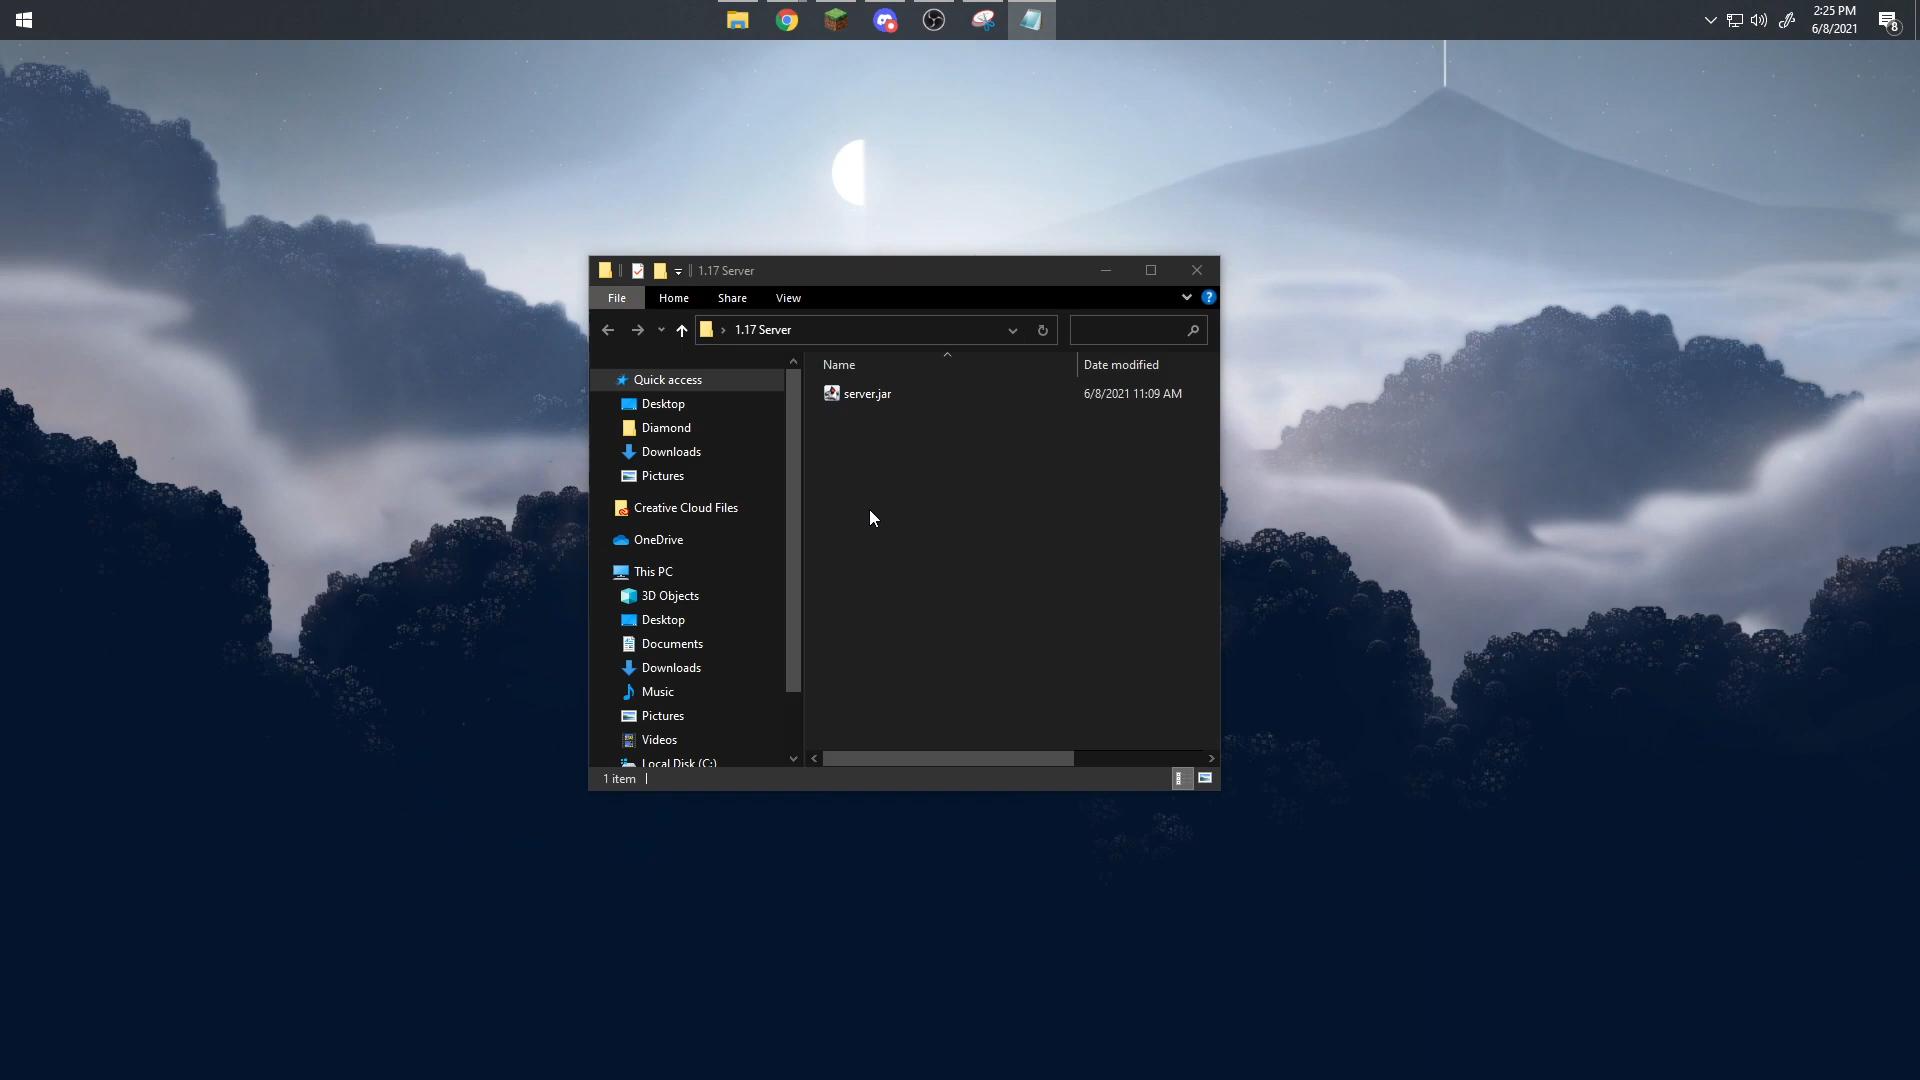 2:25 PM
6/8/2021
8
1.17 Server
File Home Share View
?
1.17 Server
Name Date modified
server.jar 6/8/2021 11:09 AM
Quick access
Desktop
Diamond
Downloads
Pictures
Creative Cloud Files
OneDrive
This PC
3D Objects
Desktop
Documents
Downloads
Music
Pictures
Videos
Local Disk (C:)
1 item